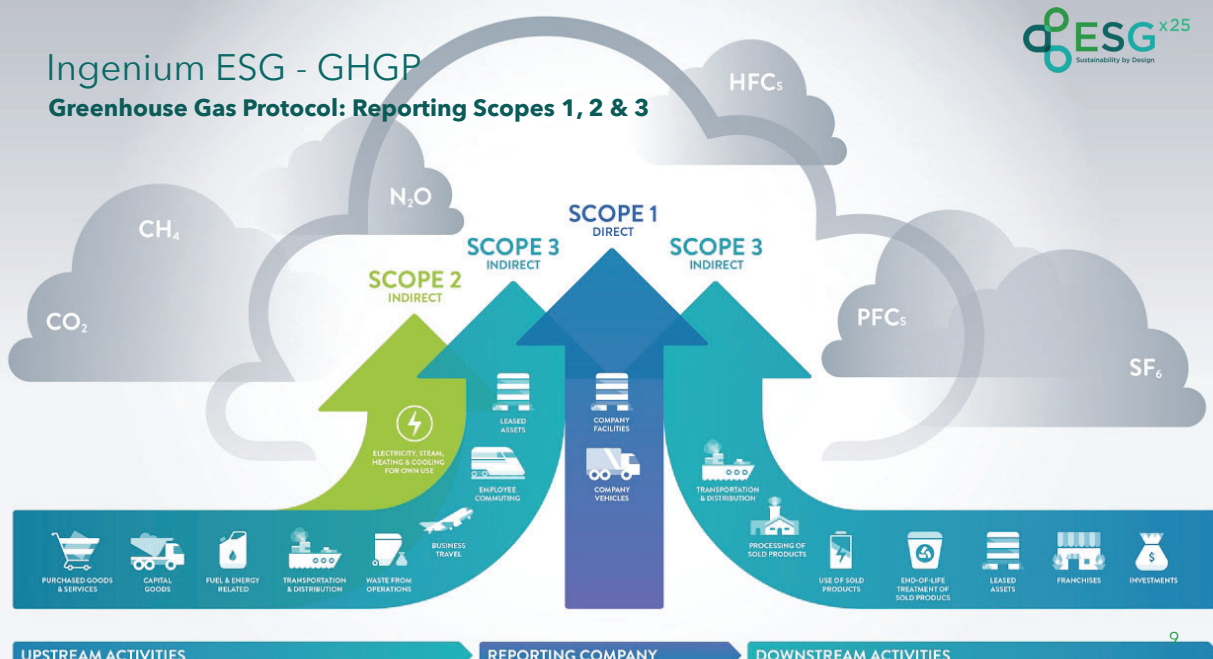 Ingenium ESG - GHGP
Greenhouse Gas Protocol: Reporting Scopes 1, 2 & 3
ESG x25
Sustainability by Design
HFCs
N₂O
CH₄
CO₂
PFCs
SF₆
SCOPE 2
INDIRECT
SCOPE 3
INDIRECT
SCOPE 1
DIRECT
SCOPE 3
INDIRECT
ELECTRICITY, STEAM,
HEATING & COOLING
FOR OWN USE
LEASED
ASSETS
EMPLOYEE
COMMUTING
BUSINESS
TRAVEL
COMPANY
FACILITIES
COMPANY
VEHICLES
PURCHASED GOODS
& SERVICES
CAPITAL
GOODS
FUEL & ENERGY
RELATED
TRANSPORTATION
& DISTRIBUTION
WASTE FROM
OPERATIONS
TRANSPORTATION
& DISTRIBUTION
PROCESSING OF
SOLD PRODUCTS
USE OF SOLD
PRODUCTS
END-OF-LIFE
TREATMENT OF
SOLD PRODUCS
LEASED
ASSETS
FRANCHISES
$
INVESTMENTS
UPSTREAM ACTIVITIES
REPORTING COMPANY
DOWNSTREAM ACTIVITIES
9